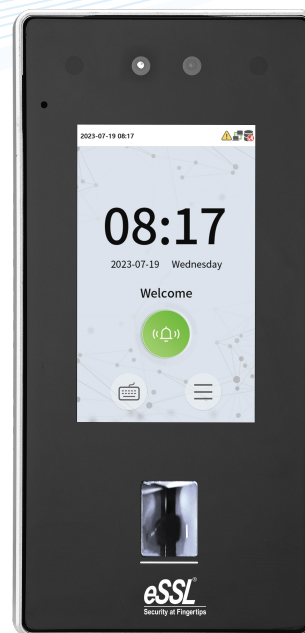 2023-07-19 08:17
08:17
2023-07-19 Wednesday
Welcome
eSSL®
Security at Fingertips